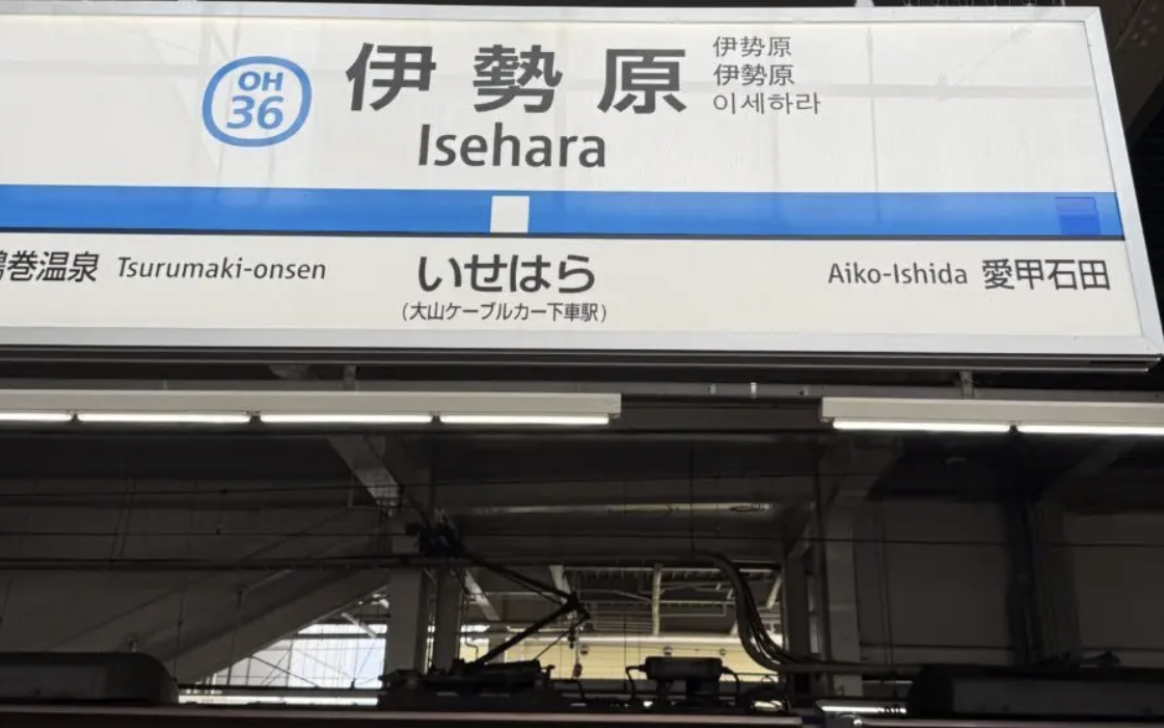 OH
36
伊勢原
Isehara
伊势原
伊勢原
이세하라
巻温泉 Tsurumaki-onsen
いせはら
(大山ケーブルカー下車駅)
Aiko-Ishida 愛甲石田